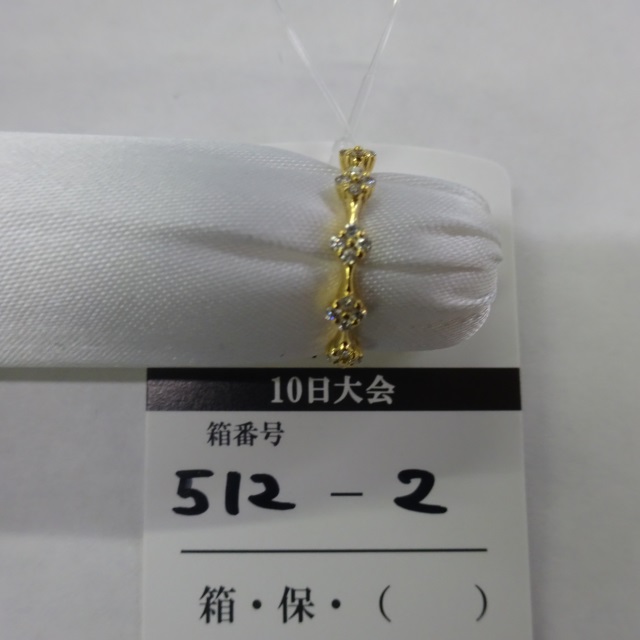 10日大会
箱番号
512 - 2
箱・保・(　　)